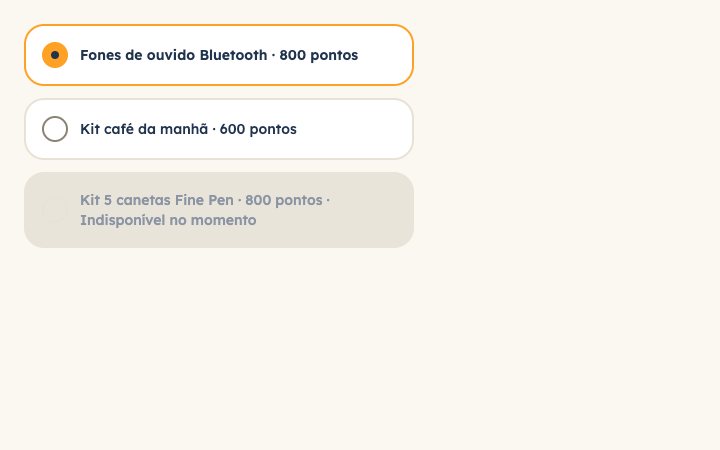 Fones de ouvido Bluetooth · 800 pontos
Kit café da manhã · 600 pontos
Kit 5 canetas Fine Pen · 800 pontos ·
Indisponível no momento